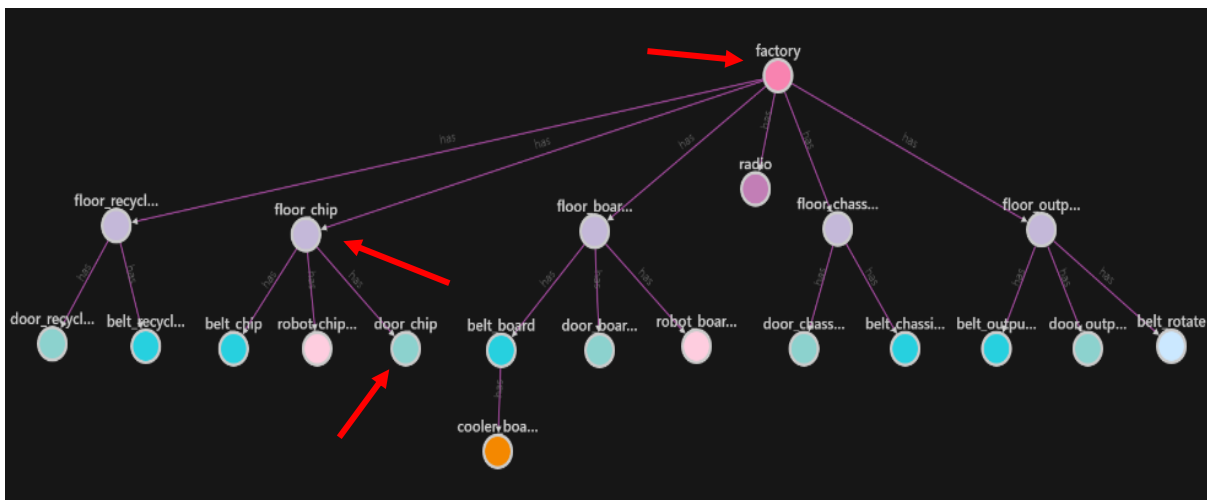 factory
has
has
has
has
has
has
radio
floor_recycl...
floor_chip
floor_boar...
floor_chass...
floor_outp...
has
has
has
has
has
has
has
has
has
has
has
has
has
door_recycl...
belt_recycl...
belt_chip
robot_chip...
door_chip
belt_board
door_boar...
robot_boar...
door_chass...
belt_chassi...
belt_outpu...
door_outp...
belt_rotate
has
cooler_boa...